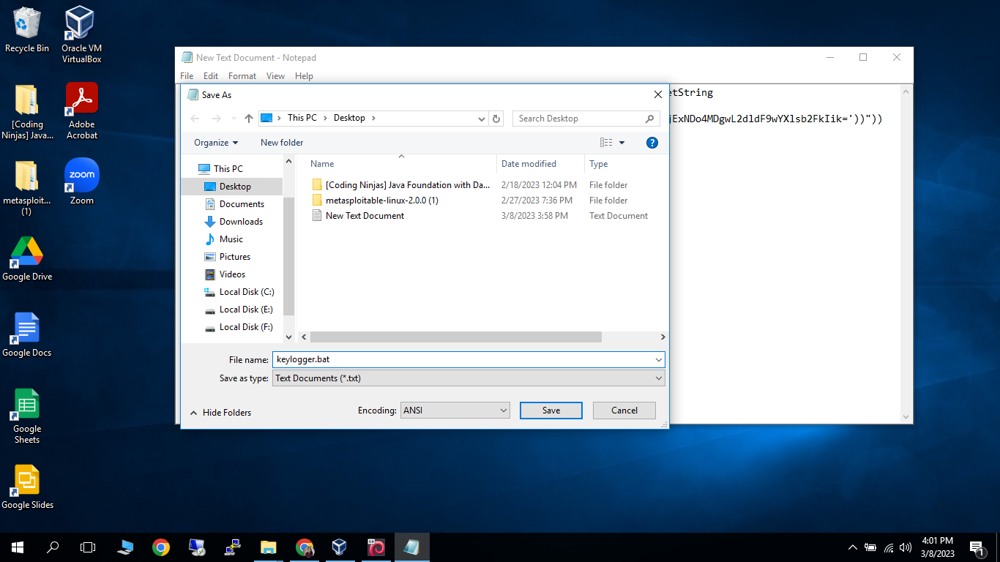 Recycle Bin
Oracle VM
VirtualBox
[Coding
Ninjas] Java...
Adobe
Acrobat
metasploit...
(1)
zoom
Zoom
Google Drive
Google Docs
Google
Sheets
Google Slides
New Text Document - Notepad
File Edit Format View Help
etString
jExNDo4MDgwL2dldF9wYXlsb2FkIik='))"))
Save As
This PC > Desktop >
Search Desktop
Organize
New folder
?
This PC
Desktop
Documents
Downloads
Music
Pictures
Videos
Local Disk (C:)
Local Disk (E:)
Local Disk (F:)
Name Date modified Type
[Coding Ninjas] Java Foundation with Da... 2/18/2023 12:04 PM File folder
metasploitable-linux-2.0.0 (1) 2/27/2023 7:36 PM File folder
New Text Document 3/8/2023 3:58 PM Text Document
File name: keylogger.bat
Save as type: Text Documents (*.txt)
Hide Folders
Encoding: ANSI
Save
Cancel
64
4:01 PM
3/8/2023
1